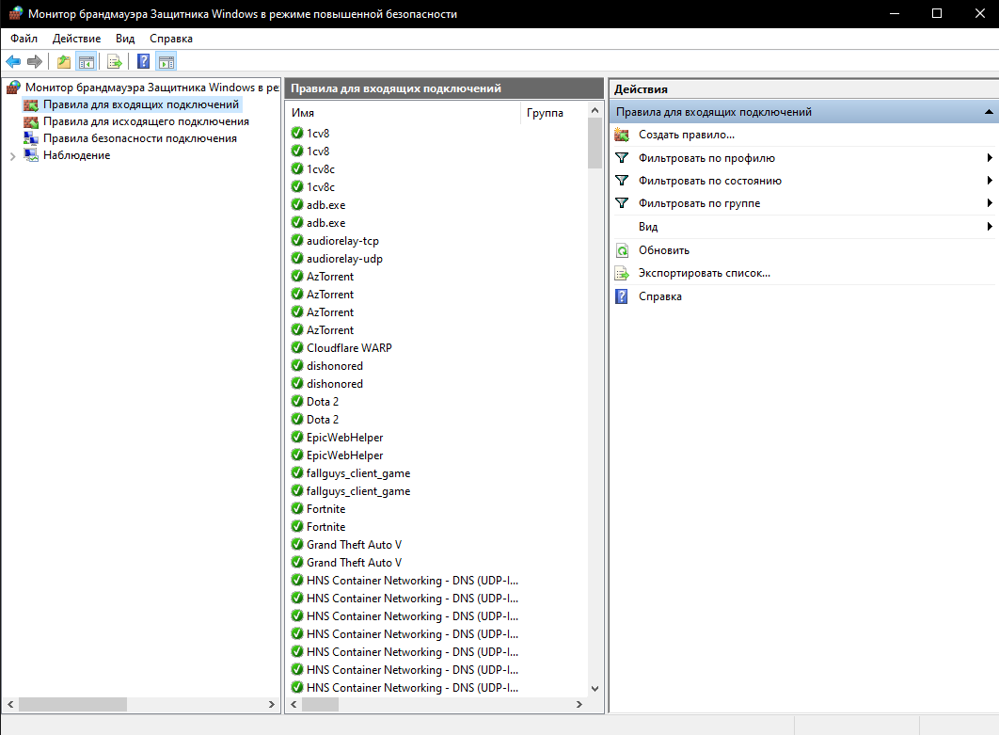 Монитор брандмауэра Защитника Windows в режиме повышенной безопасности
Файл Действие Вид Справка
Монитор брандмауэра Защитника Windows в ре
Правила для входящих подключений
Правила для исходящего подключения
Правила безопасности подключения
Наблюдение
Правила для входящих подключений
Имя Группа
1cv8
1cv8
1cv8c
1cv8c
adb.exe
adb.exe
audiorelay-tcp
audiorelay-udp
AzTorrent
AzTorrent
AzTorrent
AzTorrent
Cloudflare WARP
dishonored
dishonored
Dota 2
Dota 2
EpicWebHelper
EpicWebHelper
fallguys_client_game
fallguys_client_game
Fortnite
Fortnite
Grand Theft Auto V
Grand Theft Auto V
HNS Container Networking - DNS (UDP-I...
HNS Container Networking - DNS (UDP-I...
HNS Container Networking - DNS (UDP-I...
HNS Container Networking - DNS (UDP-I...
HNS Container Networking - DNS (UDP-I...
HNS Container Networking - DNS (UDP-I...
HNS Container Networking - DNS (UDP-I...
Действия
Правила для входящих подключений
Создать правило...
Фильтровать по профилю
Фильтровать по состоянию
Фильтровать по группе
Вид
Обновить
Экспортировать список...
Справка